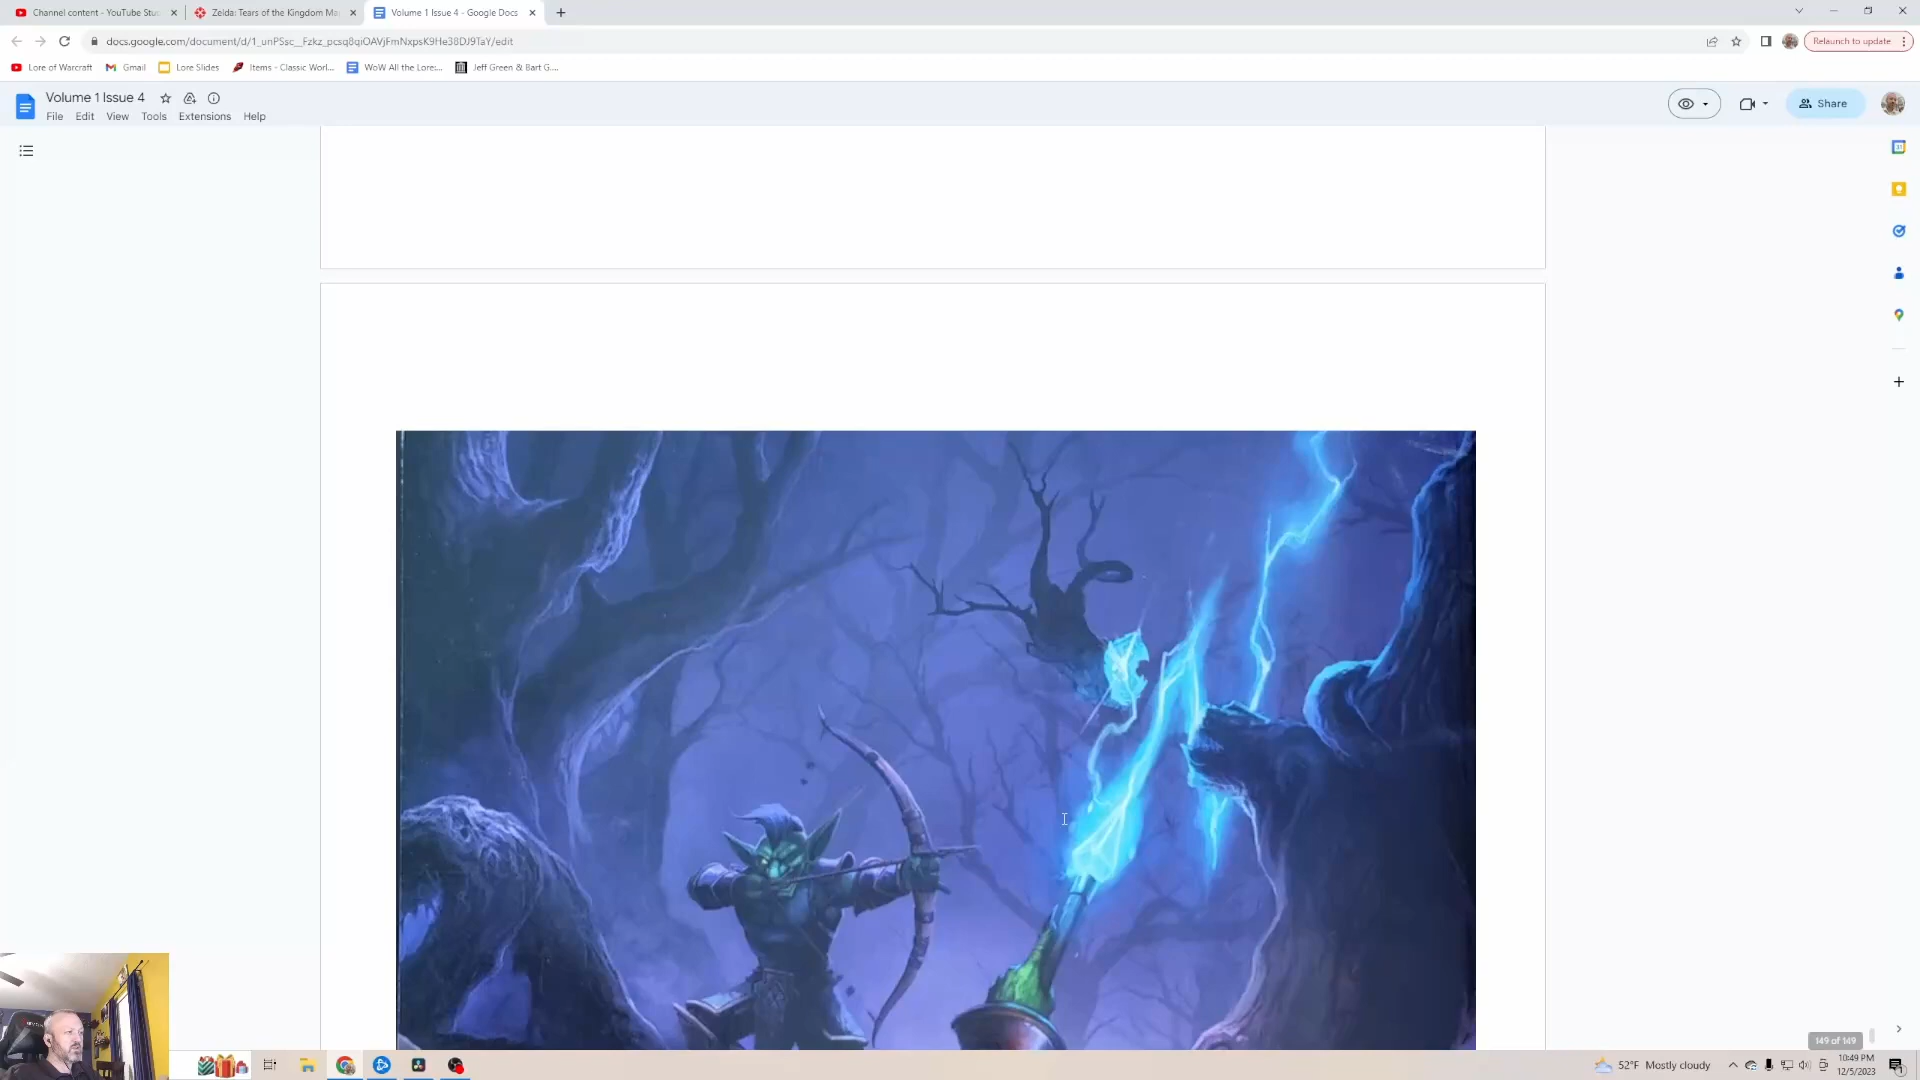 Channel content - YouTube Stu
Zelda: Tears of the Kingdom Ma
Volume 1 Issue 4 - Google Docs
docs.google.com/document/d/1_unPSsc__Fzkz_pcsq8qiOAVjFmNxpsK9He38DJ9TaY/edit
Relaunch to update
Lore of Warcraft
Gmail
Lore Slides
Items - Classic Worl...
WoW All the Lore:...
Jeff Green & Bart G....
Volume 1 Issue 4
Share
File Edit View Tools Extensions Help
31
149 of 149
52°F Mostly cloudy
10:49 PM
12/5/2023